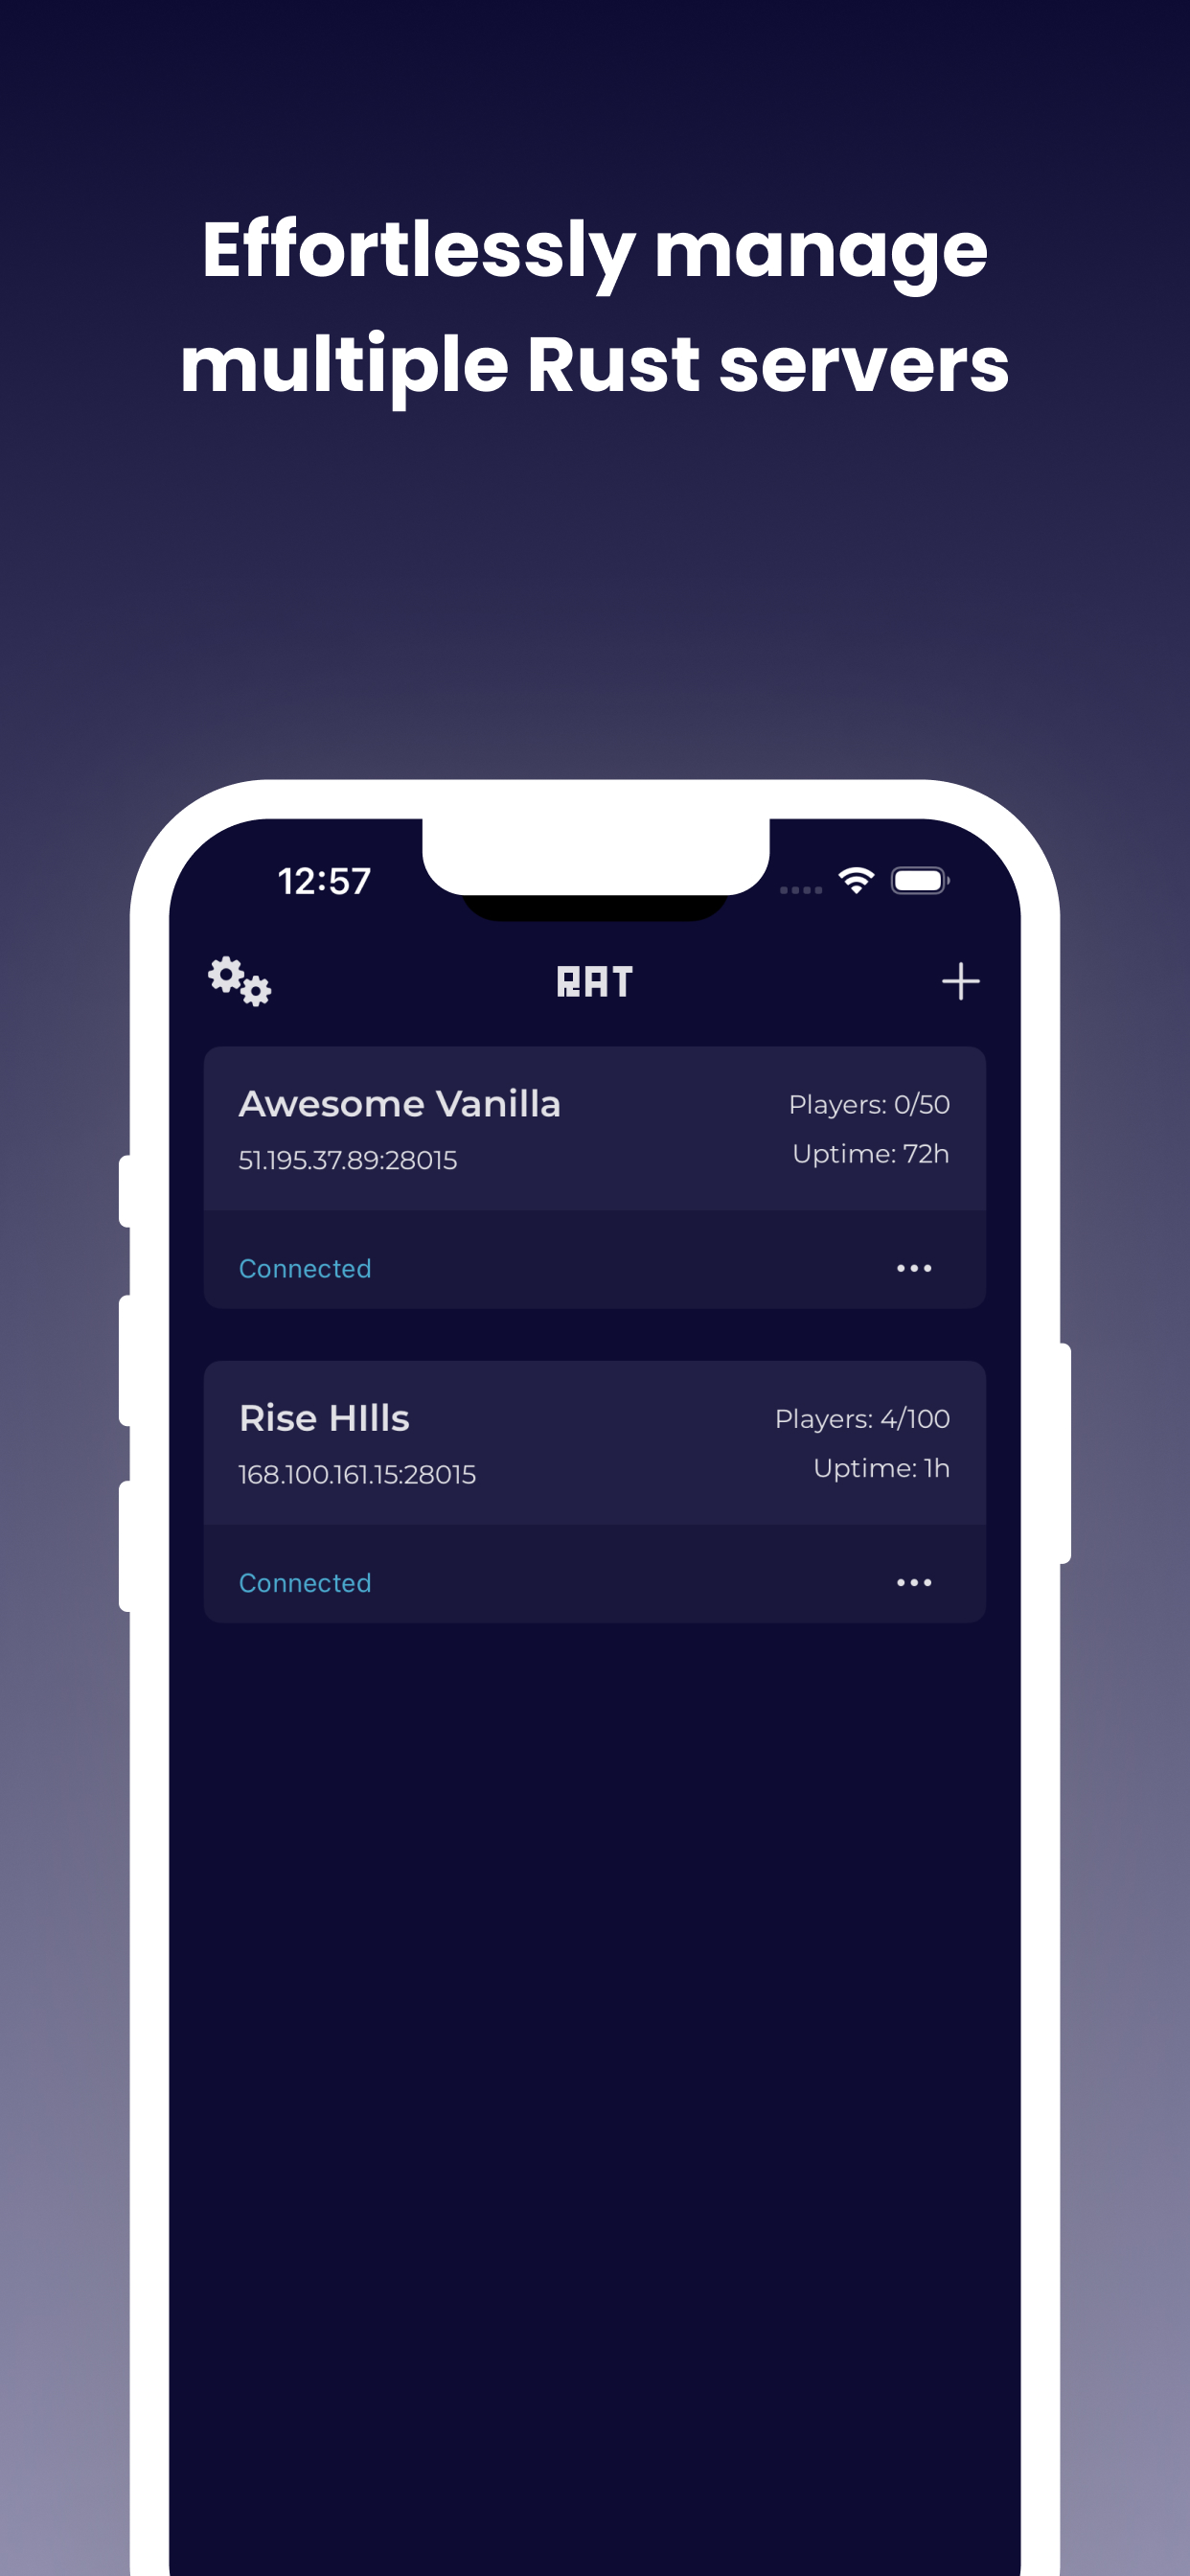 Effortlessly manage
multiple Rust servers
12:57
RAT
Awesome Vanilla
Players: 0/50
51.195.37.89:28015
Uptime: 72h
Connected
Rise HIlls
Players: 4/100
168.100.161.15:28015
Uptime: 1h
Connected